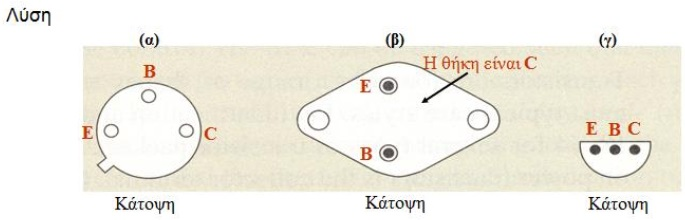 Λύση
(α) (β) (γ)
Η θήκη είναι C
B
E C
E
B
E B C
Κάτοψη Κάτοψη Κάτοψη